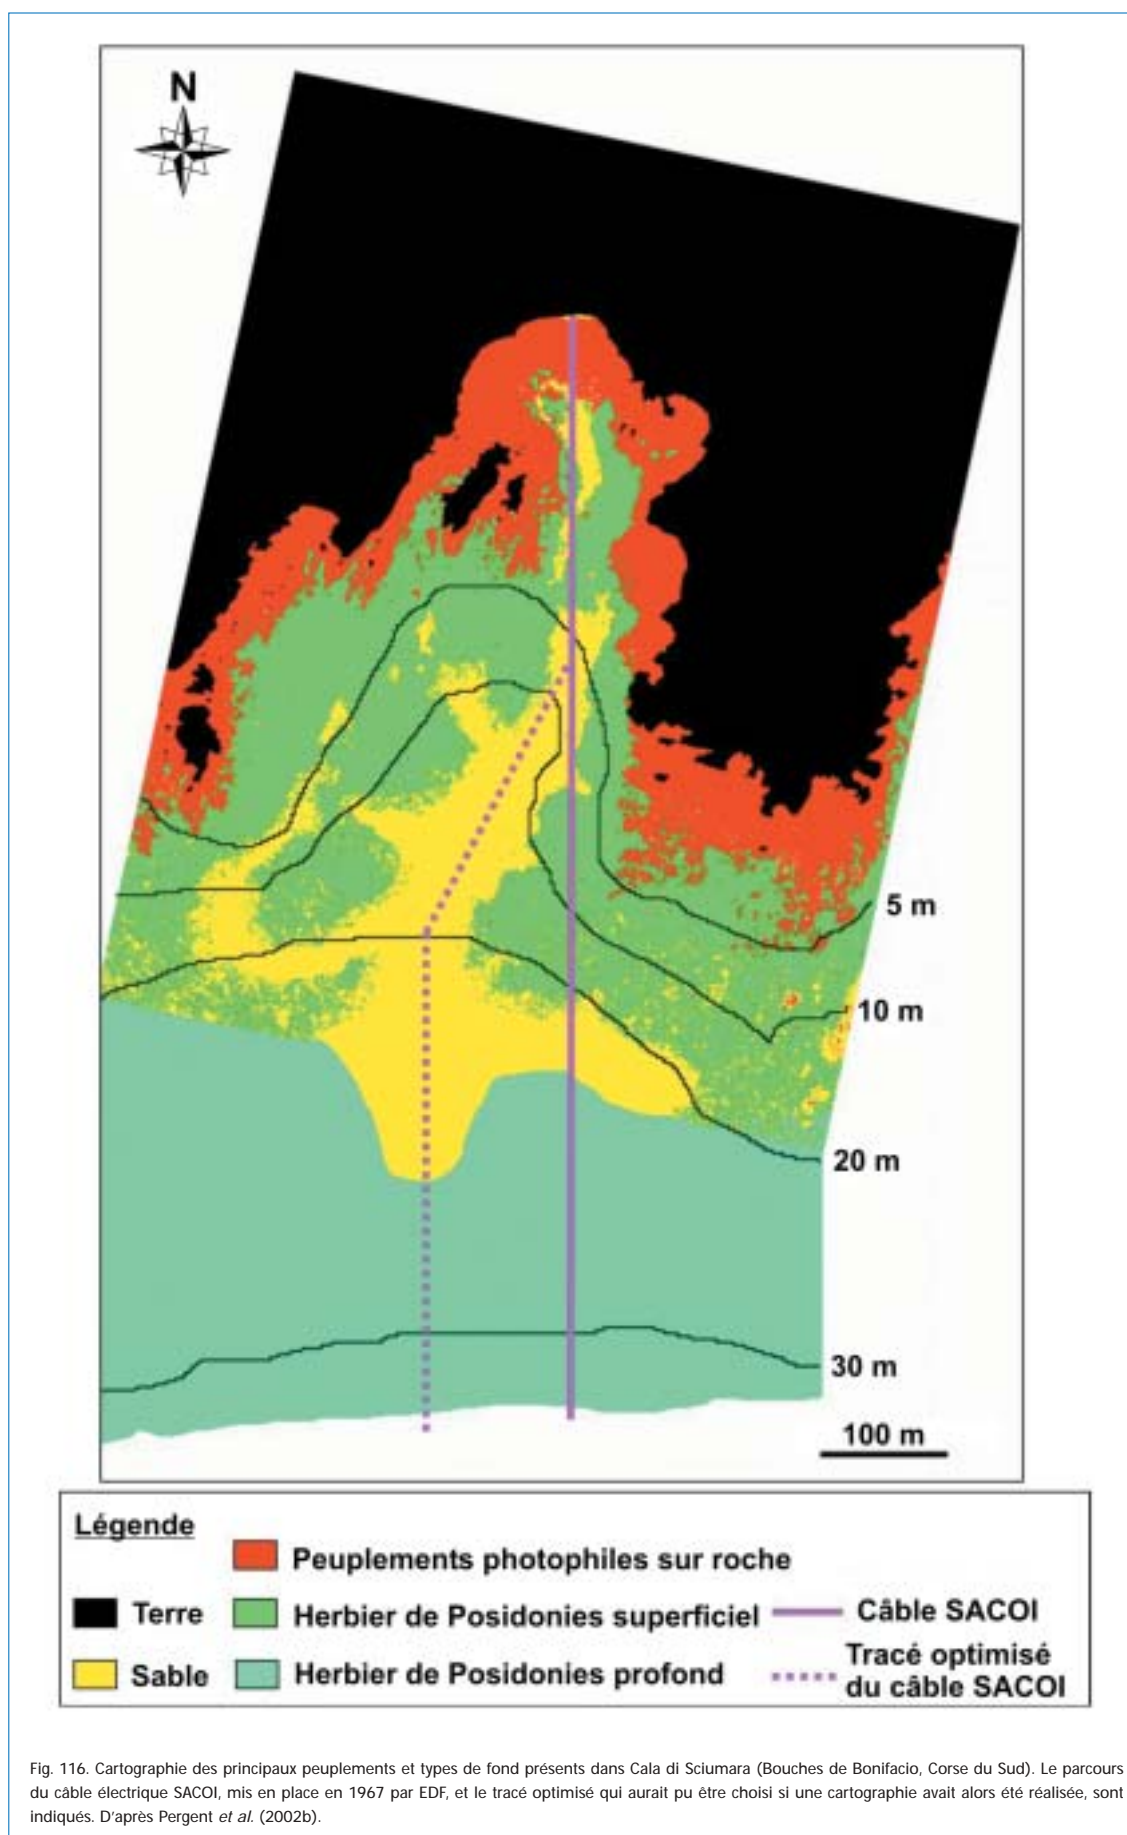 N
5 m
10 m
20 m
30 m
100 m
Légende
Peuplements photophiles sur roche
Terre
Herbier de Posidonies superficiel
Câble SACOI
Sable
Herbier de Posidonies profond
Tracé optimisé
du câble SACOI
Fig. 116. Cartographie des principaux peuplements et types de fond présents dans Cala di Sciumara (Bouches de Bonifacio, Corse du Sud). Le parcours
du câble électrique SACOI, mis en place en 1967 par EDF, et le tracé optimisé qui aurait pu être choisi si une cartographie avait alors été réalisée, sont
indiqués. D'après Pergent et al. (2002b).